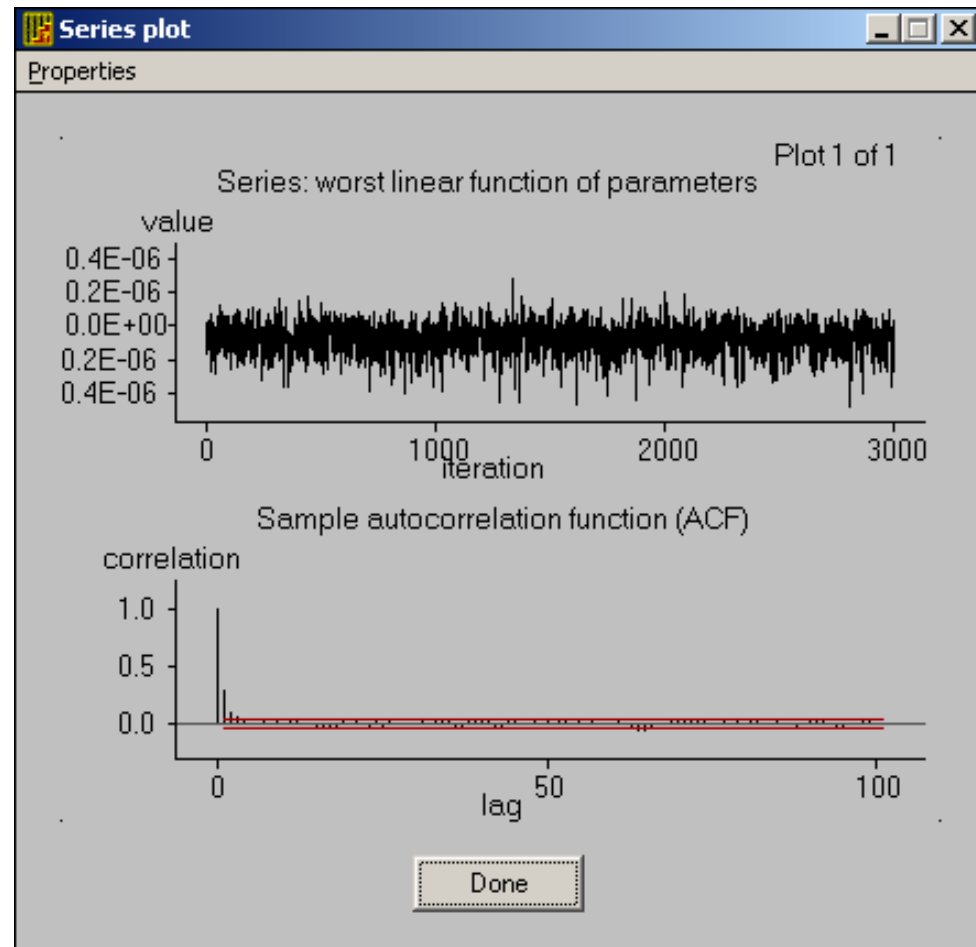 Series plot
Properties
Plot 1 of 1
Series: worst linear function of parameters
value
0.4E-06
0.2E-06
0.0E+00
0.2E-06
0.4E-06
0 1000 2000 3000
iteration
Sample autocorrelation function (ACF)
correlation
1.0
0.5
0.0
0 50 100
lag
Done